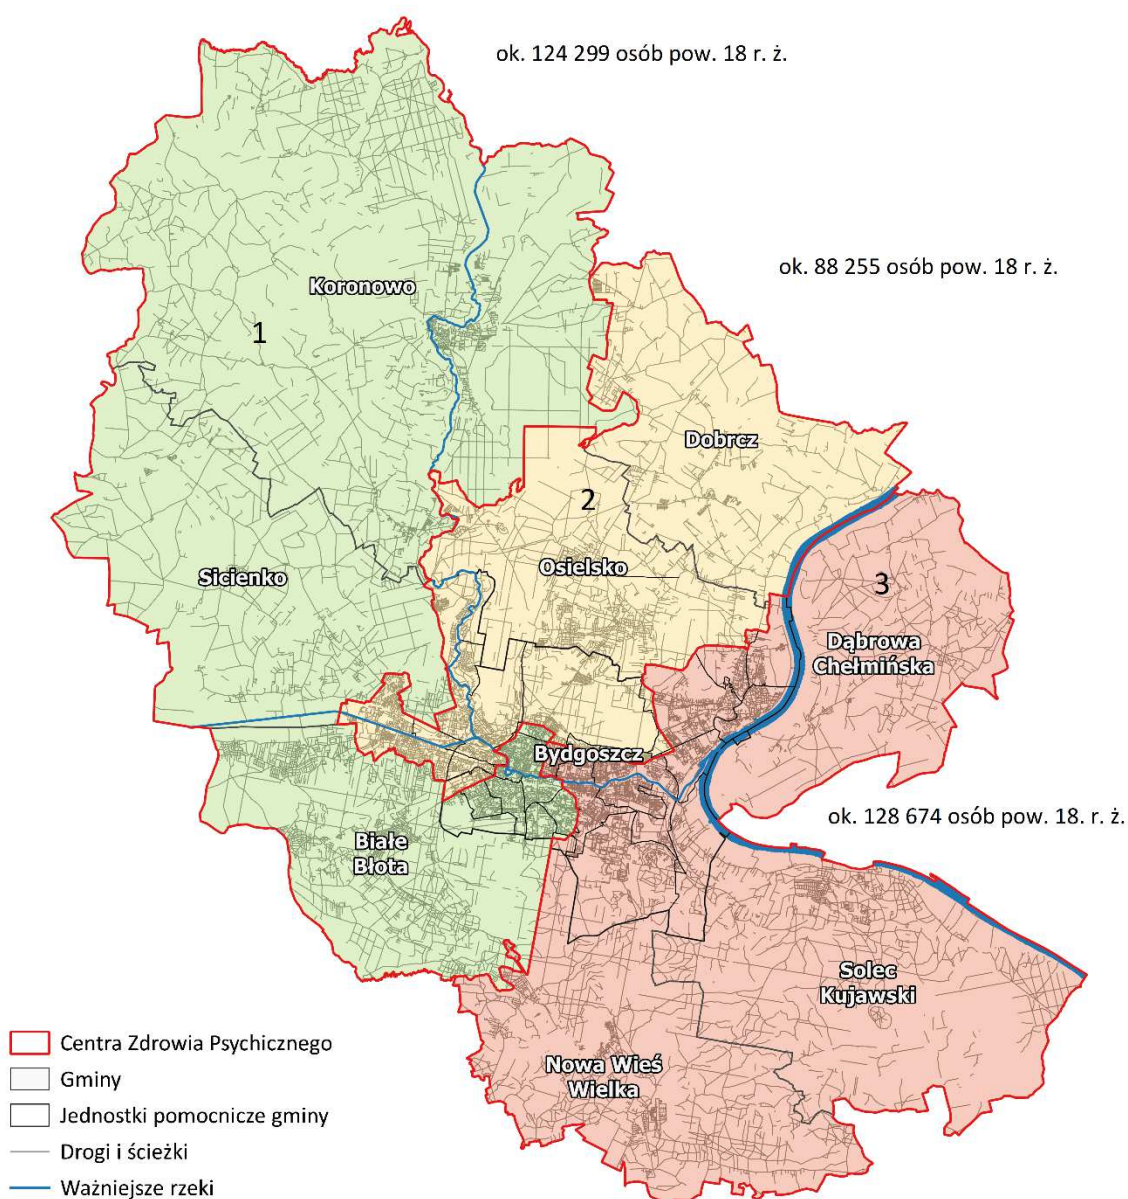 ok. 124 299 osób pow. 18 r. ż.
ok. 88 255 osób pow. 18 r. ż.
Koronowo
1
Dobrcz
2
Osielsko
Sicienko
3
Dąbrowa
Chełmińska
Bydgoszcz
ok. 128 674 osób pow. 18. r. ż.
Białe
Błota
Solec
Kujawski
Nowa Wieś
Wielka
Centra Zdrowia Psychicznego
Gminy
Jednostki pomocnicze gminy
Drogi i ścieżki
Ważniejsze rzeki